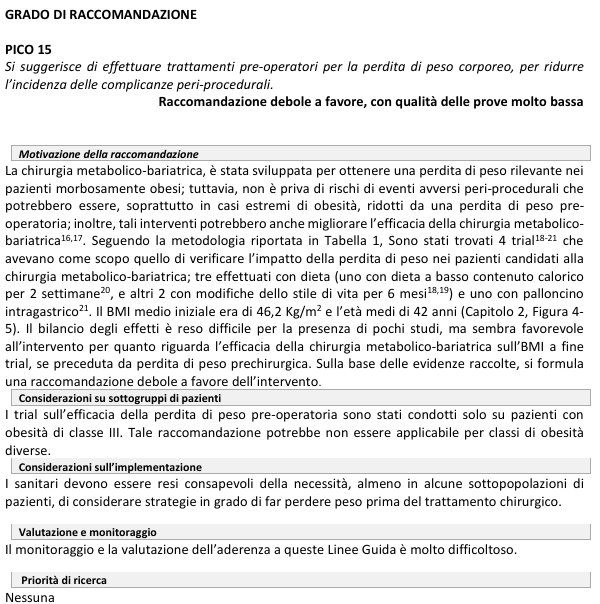 GRADO DI RACCOMANDAZIONE
PICO 15
Si suggerisce di effettuare trattamenti pre-operatori per la perdita di peso corporeo, per ridurre
l’incidenza delle complicanze peri-procedurali.
Raccomandazione debole a favore, con qualità delle prove molto bassa
Motivazione della raccomandazione
La chirurgia metabolico-bariatrica, è stata sviluppata per ottenere una perdita di peso rilevante nei
pazienti morbosamente obesi; tuttavia, non è priva di rischi di eventi avversi peri-procedurali che
potrebbero essere, soprattutto in casi estremi di obesità, ridotti da una perdita di peso pre-
operatoria; inoltre, tali interventi potrebbero anche migliorare l’efficacia della chirurgia metabolico-
bariatrica16,17. Seguendo la metodologia riportata in Tabella 1, Sono stati trovati 4 trial18-21 che
avevano come scopo quello di verificare l’impatto della perdita di peso nei pazienti candidati alla
chirurgia metabolico-bariatrica; tre effettuati con dieta (uno con dieta a basso contenuto calorico
per 2 settimane20, e altri 2 con modifiche dello stile di vita per 6 mesi18,19) e uno con palloncino
intragastrico21. Il BMI medio iniziale era di 46,2 Kg/m2 e l’età medi di 42 anni (Capitolo 2, Figura 4-
5). Il bilancio degli effetti è reso difficile per la presenza di pochi studi, ma sembra favorevole
all’intervento per quanto riguarda l’efficacia della chirurgia metabolico-bariatrica sull’BMI a fine
trial, se preceduta da perdita di peso prechirurgica. Sulla base delle evidenze raccolte, si formula
una raccomandazione debole a favore dell’intervento.
Considerazioni su sottogruppi di pazienti
I trial sull’efficacia della perdita di peso pre-operatoria sono stati condotti solo su pazienti con
obesità di classe III. Tale raccomandazione potrebbe non essere applicabile per classi di obesità
diverse.
Considerazioni sull’implementazione
I sanitari devono essere resi consapevoli della necessità, almeno in alcune sottopopolazioni di
pazienti, di considerare strategie in grado di far perdere peso prima del trattamento chirurgico.
Valutazione e monitoraggio
Il monitoraggio e la valutazione dell’aderenza a queste Linee Guida è molto difficoltoso.
Priorità di ricerca
Nessuna